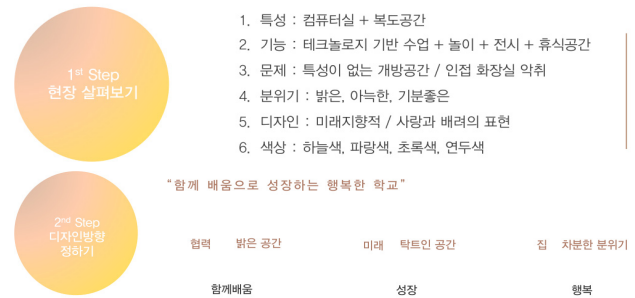 1st Step
현장 살펴보기
1. 특성 : 컴퓨터실 + 복도공간
2. 기능 : 테크놀로지 기반 수업 + 놀이 + 전시 + 휴식공간
3. 문제 : 특성이 없는 개방공간 / 인접 화장실 악취
4. 분위기 : 밝은, 아늑한, 기분좋은
5. 디자인 : 미래지향적 / 사랑과 배려의 표현
6. 색상 : 하늘색, 파랑색, 초록색, 연두색
2nd Step
디자인방향
정하기
“함께 배움으로 성장하는 행복한 학교”
협력 밝은 공간 미래 탁트인 공간 집 차분한 분위기
함께배움 성장 행복